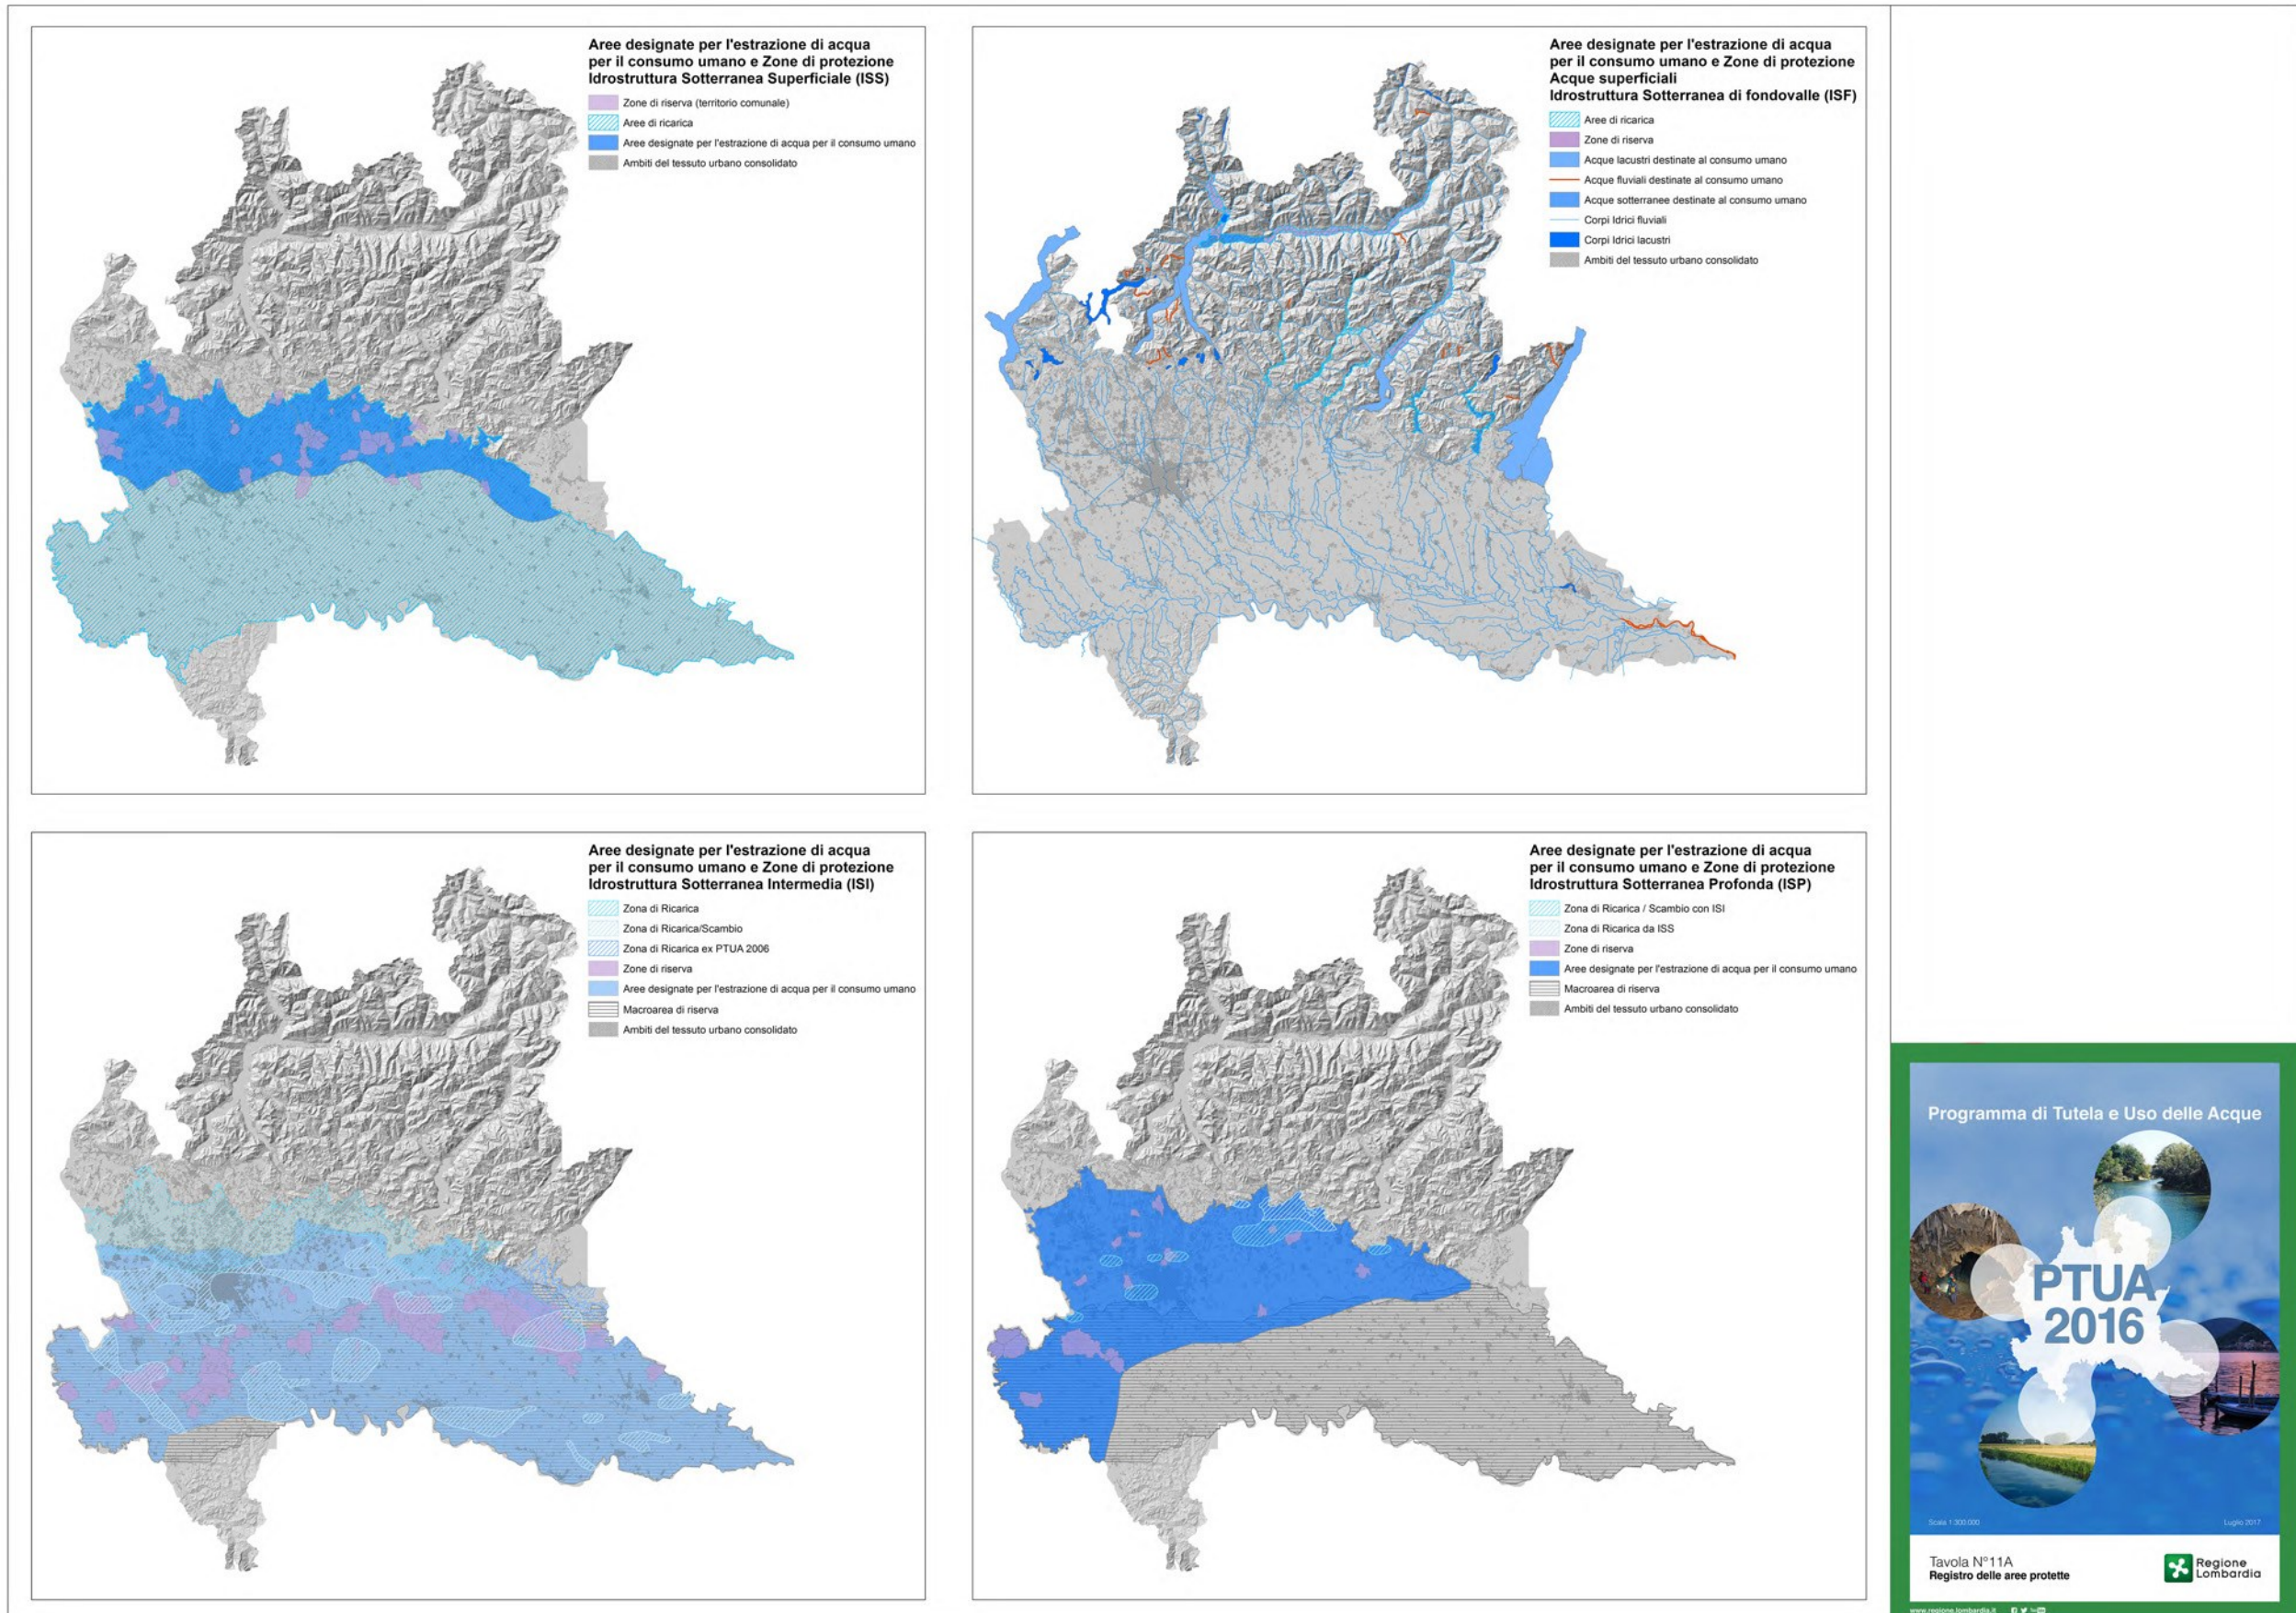 Aree designate per l'estrazione di acqua
per il consumo umano e Zone di protezione
Idrostruttura Sotterranea Superficiale (ISS)
Zone di riserva (territorio comunale)
Aree di ricarica
Aree designate per l'estrazione di acqua per il consumo umano
Ambiti del tessuto urbano consolidato
Aree designate per l'estrazione di acqua
per il consumo umano e Zone di protezione
Acque superficiali
Idrostruttura Sotterranea di fondovalle (ISF)
Aree di ricarica
Zone di riserva
Acque lacustri destinate al consumo umano
Acque fluviali destinate al consumo umano
Acque sotterranee destinate al consumo umano
Corpi Idrici fluviali
Corpi Idrici lacustri
Ambiti del tessuto urbano consolidato
Aree designate per l'estrazione di acqua
per il consumo umano e Zone di protezione
Idrostruttura Sotterranea Intermedia (ISI)
Zona di Ricarica
Zona di Ricarica/Scambio
Zona di Ricarica ex PTUA 2006
Zone di riserva
Aree designate per l'estrazione di acqua per il consumo umano
Macroarea di riserva
Ambiti del tessuto urbano consolidato
Aree designate per l'estrazione di acqua
per il consumo umano e Zone di protezione
Idrostruttura Sotterranea Profonda (ISP)
Zona di Ricarica / Scambio con ISI
Zona di Ricarica da ISS
Zone di riserva
Aree designate per l'estrazione di acqua per il consumo umano
Macroarea di riserva
Ambiti del tessuto urbano consolidato
Programma di Tutela e Uso delle Acque
PTUA
2016
Scala 1:300.000
Luglio 2017
Tavola N°11A
Registro delle aree protette
Regione
Lombardia
www.regione.lombardia.it